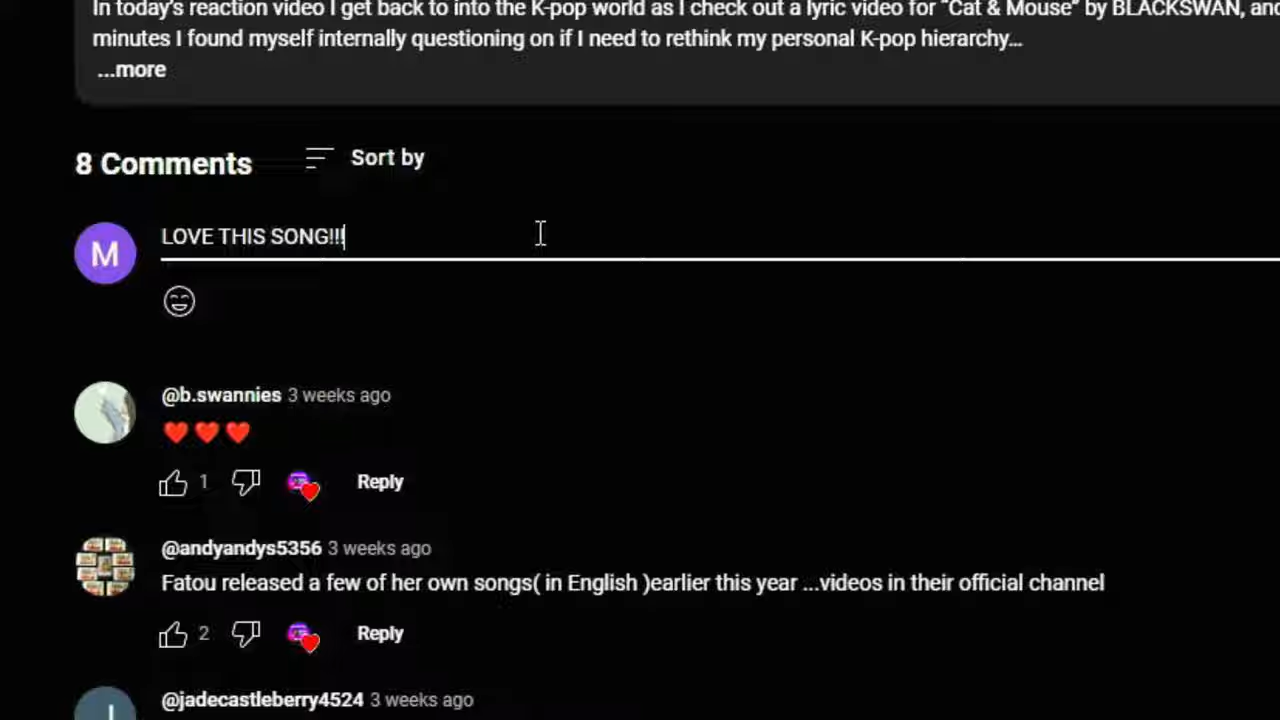 In today's reaction video I get back to into the K-pop world as I check out a lyric video for "Cat & Mouse" by BLACKSWAN, and
minutes I found myself internally questioning on if I need to rethink my personal K-pop hierarchy...
...more
8 Comments
Sort by
M
LOVE THIS SONG!!!
@b.swannies 3 weeks ago
1
Reply
@andyandys5356 3 weeks ago
Fatou released a few of her own songs( in English )earlier this year ...videos in their official channel
2
Reply
@jadecastleberry4524 3 weeks ago